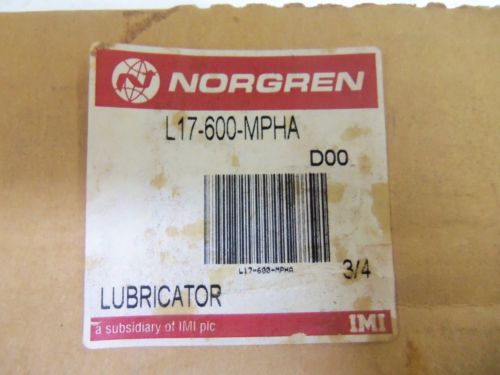 NORGREN
L17-600-MPHA
D00
L17-600-MPHA
3/4
LUBRICATOR
a subsidiary of IMI plc
IMI